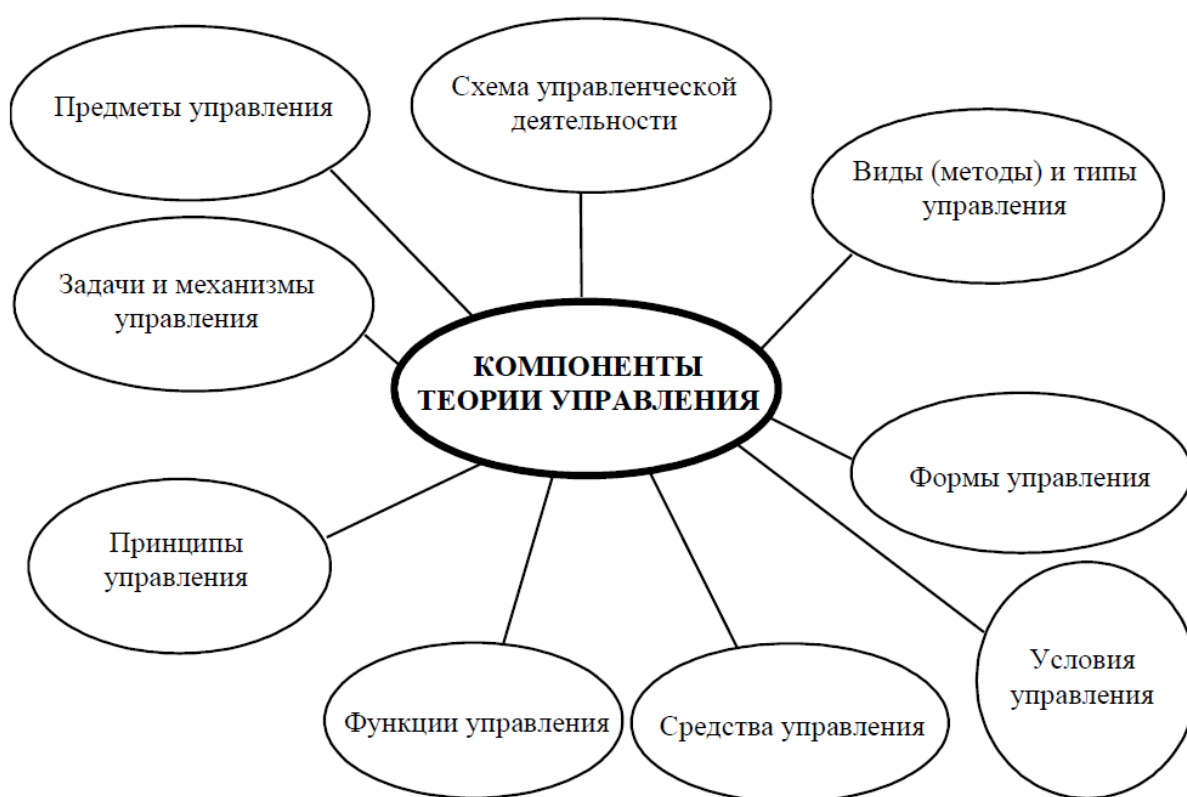 Предметы управления
Схема управленческой
деятельности
Виды (методы) и типы
управления
Задачи и механизмы
управления
КОМПОНЕНТЫ
ТЕОРИИ УПРАВЛЕНИЯ
Формы управления
Принципы
управления
Условия
управления
Функции управления
Средства управления